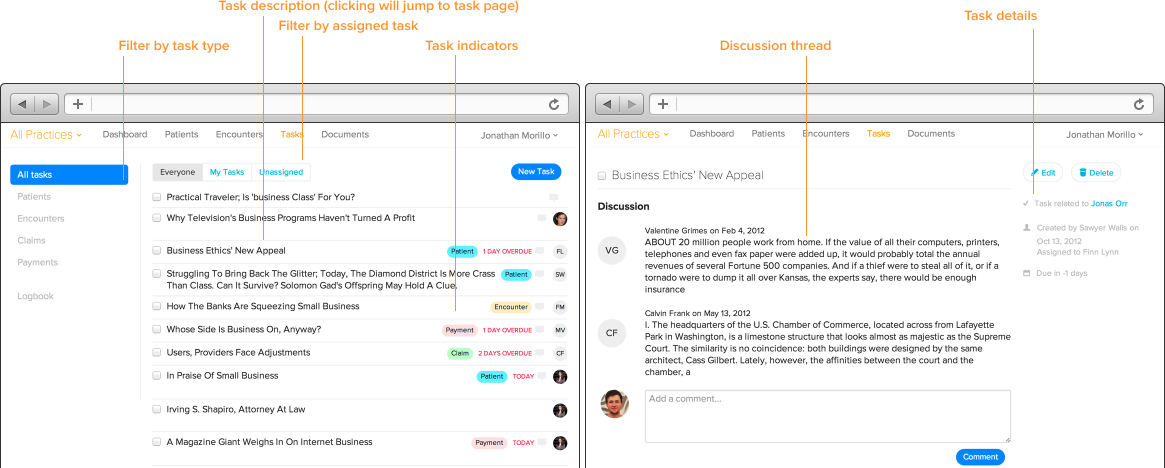 Task description (clicking will jump to task page)
Filter by assigned task
Filter by task type
Task indicators
Discussion thread
Task details
All Practices
Dashboard
Patients
Encounters
Tasks
Documents
Jonathan Morillo
All tasks
Patients
Encounters
Claims
Payments
Logbook
Everyone
My Tasks
Unassigned
New Task
Practical Traveler; Is 'business Class' For You?
Why Television's Business Programs Haven't Turned A Profit
Business Ethics' New Appeal
Patient
1 DAY OVERDUE
FL
Struggling To Bring Back The Glitter; Today, The Diamond District Is More Crass
Than Class. Can It Survive? Solomon Gad's Offspring May Hold A Clue.
Patient
SW
How The Banks Are Squeezing Small Business
Encounter
FM
Whose Side Is Business On, Anyway?
Payment
1 DAY OVERDUE
MV
Users, Providers Face Adjustments
Claim
2 DAYS OVERDUE
CF
In Praise Of Small Business
Patient
TODAY
Irving S. Shapiro, Attorney At Law
A Magazine Giant Weighs In On Internet Business
Payment
TODAY
All Practices
Dashboard
Patients
Encounters
Tasks
Documents
Jonathan Morillo
Business Ethics' New Appeal
Edit
Delete
Discussion
VG
Valentine Grimes on Feb 4, 2012
ABOUT 20 million people work from home. If the value of all their computers, printers,
telephones and even fax paper were added up, it would probably total the annual
revenues of several Fortune 500 companies. And if a thief were to steal all of it, or if a
tornado were to dump it all over Kansas, the experts say, there would be enough
insurance
CF
Calvin Frank on May 13, 2012
I. The headquarters of the U.S. Chamber of Commerce, located across from Lafayette
Park in Washington, is a limestone structure that looks almost as majestic as the Supreme
Court. The similarity is no coincidence: both buildings were designed by the same
architect, Cass Gilbert. Lately, however, the affinities between the court and the
chamber, a
Add a comment...
Comment
Task related to Jonas Orr
Created by Sawyer Walls on
Oct 13, 2012
Assigned to Finn Lynn
Due in -1 days